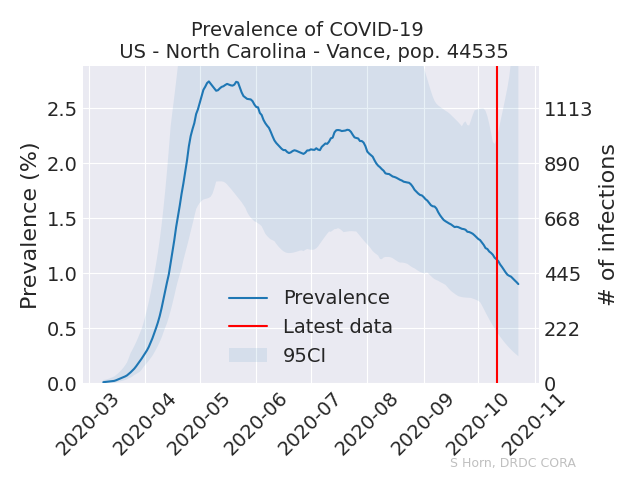 Prevalence of COVID-19
US - North Carolina - Vance, pop. 44535
Prevalence (%)
2.5
2.0
1.5
1.0
0.5
0.0
1113
890
668
445
222
0
# of infections
Prevalence
Latest data
95CI
2020-03
2020-04
2020-05
2020-06
2020-07
2020-08
2020-09
2020-10
2020-11
S Horn, DRDC CORA